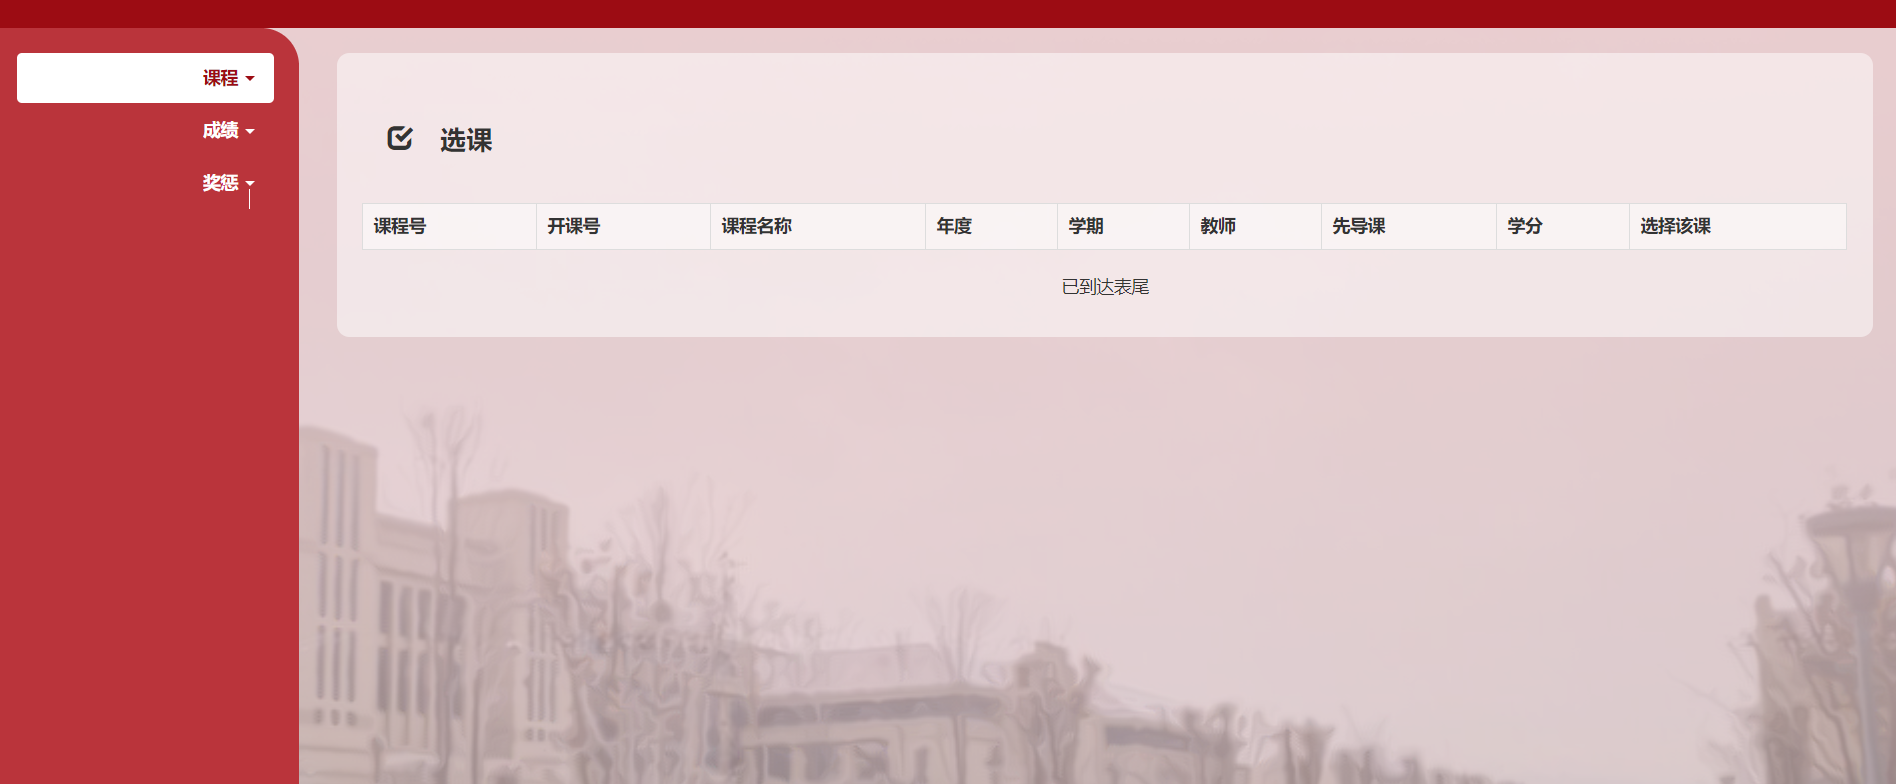 课程
成绩
奖惩
选课
课程号 开课号 课程名称 年度 学期 教师 先导课 学分 选择该课
已到达表尾